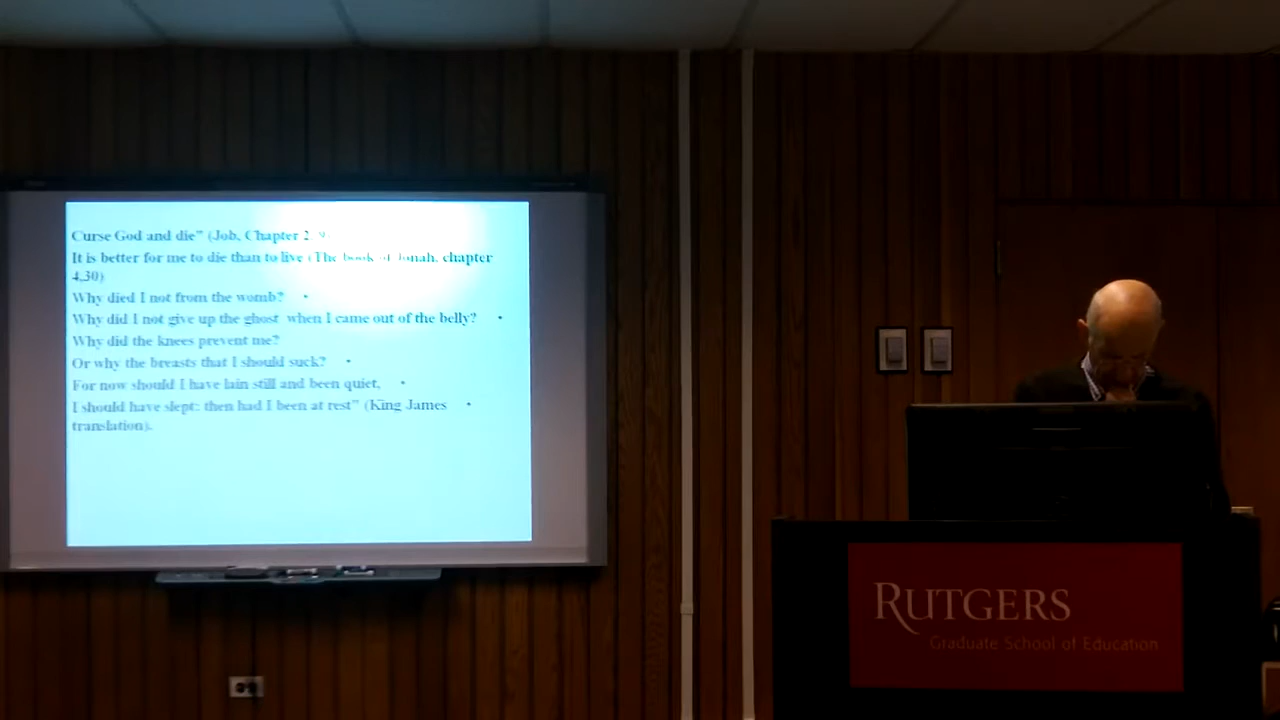 Curse God and die" (Job, Chapter 2
It is better for me to die than to live (The book of Jonah, chapter
4,30)
Why died I not from the womb? •
Why did I not give up the ghost when I came out of the belly? •
Why did the knees prevent me?
Or why the breasts that I should suck? •
For now should I have lain still and been quiet, •
I should have slept: then had I been at rest" (King James •
translation).
RUTGERS
Graduate School of Education